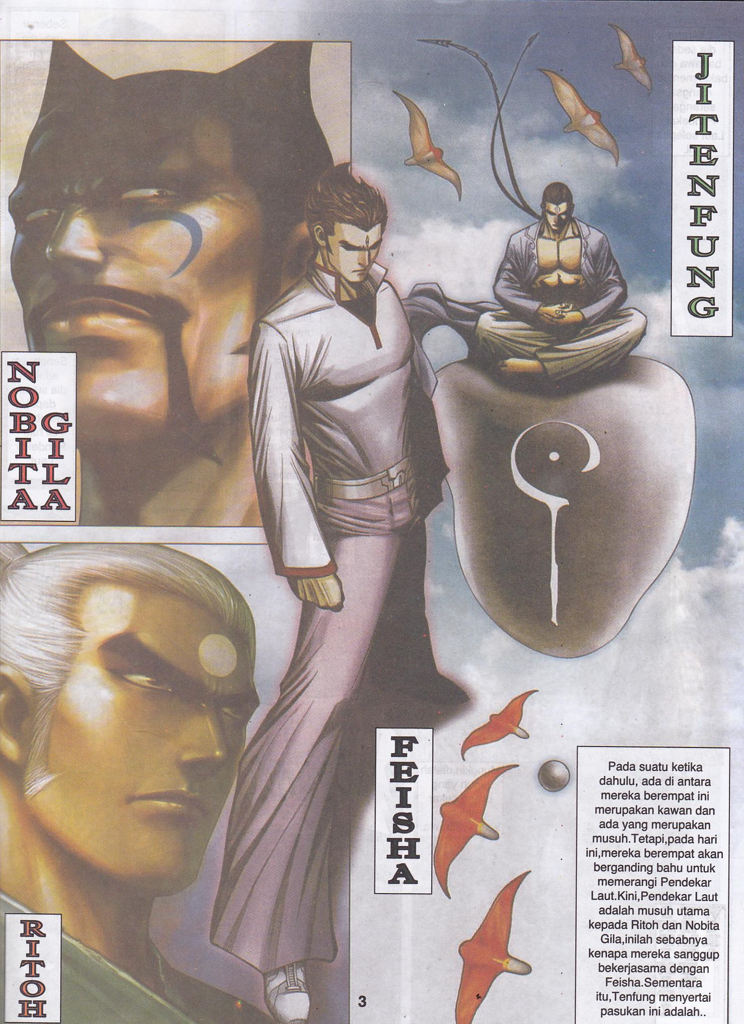 JITENFUNG
NOBITA
GILA
FEISHA
RITOH
Pada suatu ketika
dahulu, ada di antara
mereka berempat ini
merupakan kawan dan
ada yang merupakan
musuh.Tetapi,pada hari
ini,mereka berempat akan
berganding bahu untuk
memerangi Pendekar
Laut.Kini,Pendekar Laut
adalah musuh utama
kepada Ritoh dan Nobita
Gila,inilah sebabnya
kenapa mereka sanggup
bekerjasama dengan
Feisha.Sementara
itu,Tenfung menyertai
pasukan ini adalah..
3